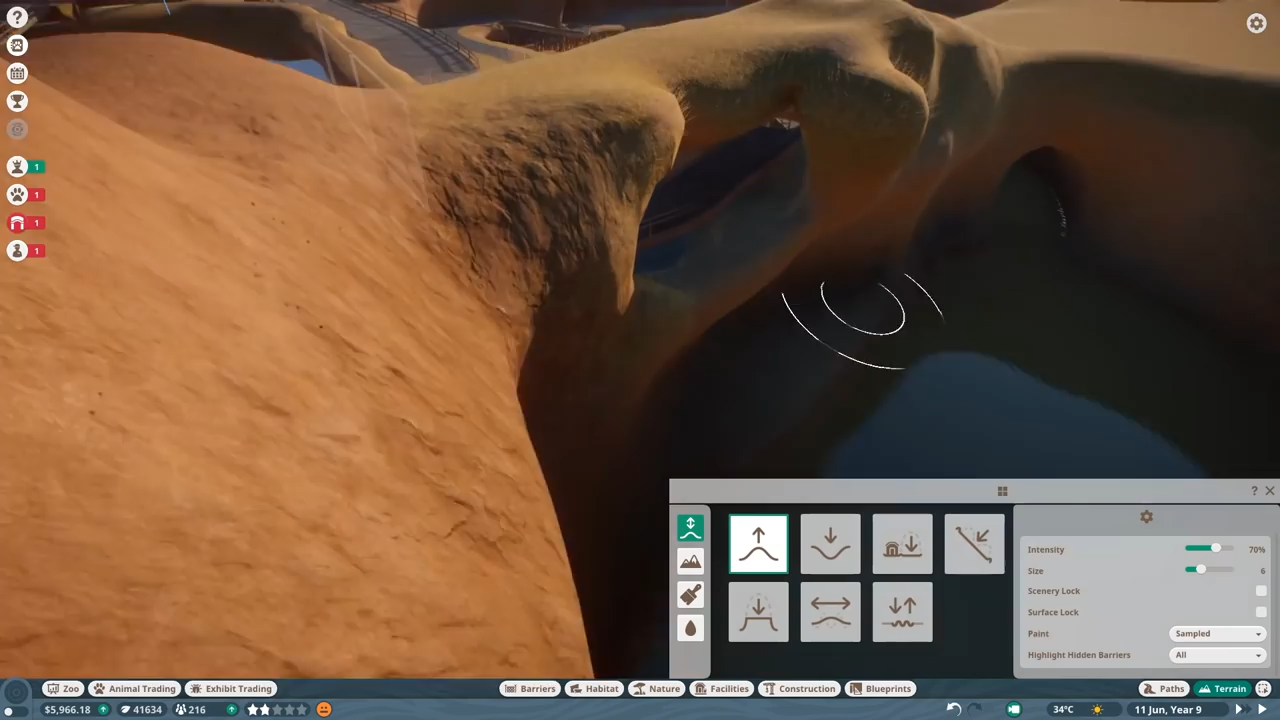 ?
1
1
1
1
?
Intensity 70%
Size 6
Scenery Lock
Surface Lock
Paint Sampled
Highlight Hidden Barriers All
Zoo Animal Trading Exhibit Trading Barriers Habitat Nature Facilities Construction Blueprints Paths Terrain
$5,966.18 41634 216 34°C 11 Jun, Year 9